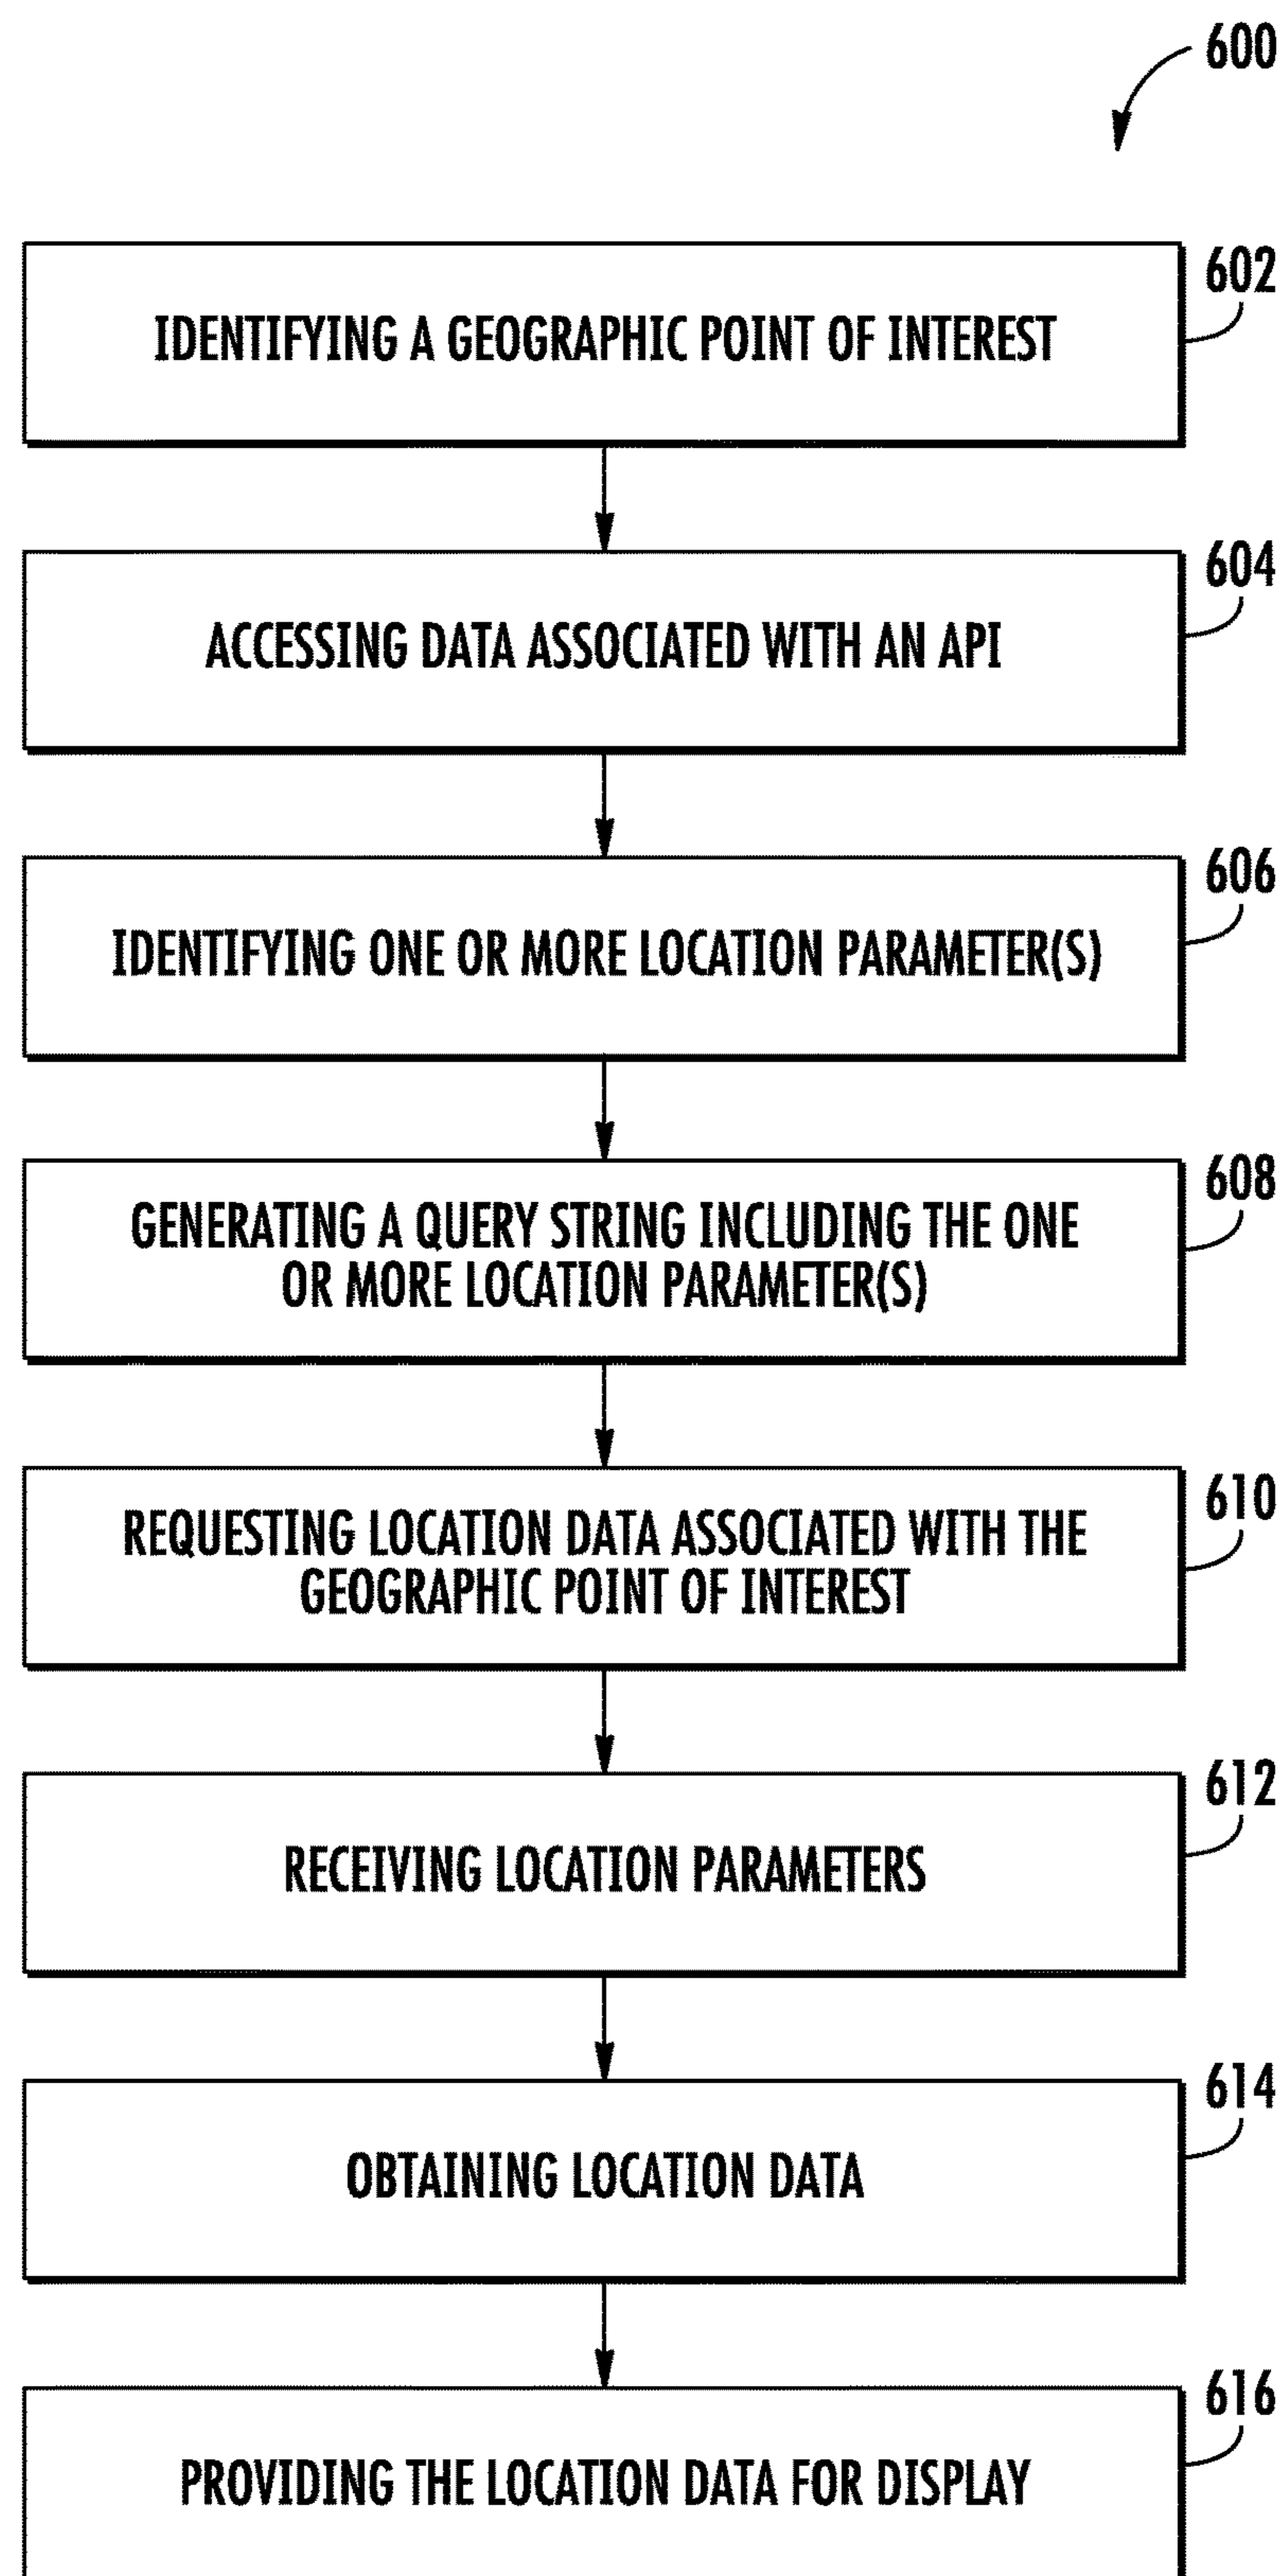 600
602
IDENTIFYING A GEOGRAPHIC POINT OF INTEREST
604
ACCESSING DATA ASSOCIATED WITH AN API
606
IDENTIFYING ONE OR MORE LOCATION PARAMETER(S)
608
GENERATING A QUERY STRING INCLUDING THE ONE
OR MORE LOCATION PARAMETER(S)
610
REQUESTING LOCATION DATA ASSOCIATED WITH THE
GEOGRAPHIC POINT OF INTEREST
612
RECEIVING LOCATION PARAMETERS
614
OBTAINING LOCATION DATA
616
PROVIDING THE LOCATION DATA FOR DISPLAY